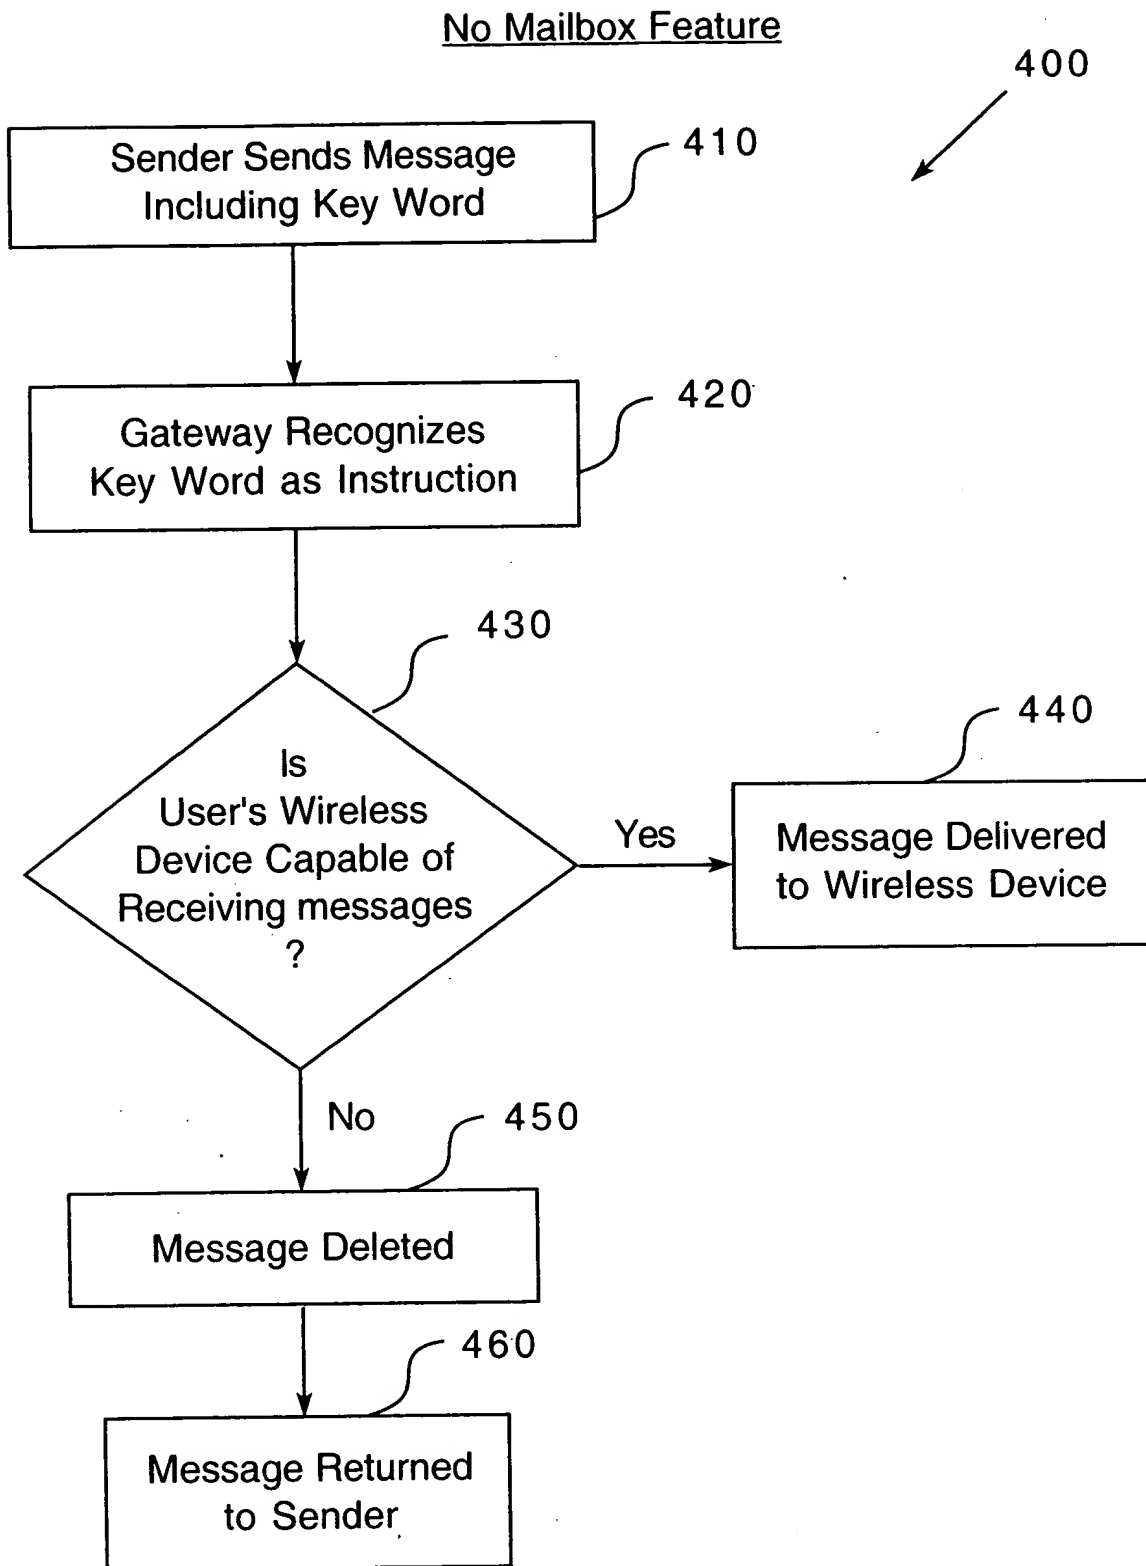 No Mailbox Feature
400
Sender Sends Message
Including Key Word
410
Gateway Recognizes
Key Word as Instruction
420
430
Is
User's Wireless
Device Capable of
Receiving messages
?
Yes
440
Message Delivered
to Wireless Device
No
450
Message Deleted
460
Message Returned
to Sender